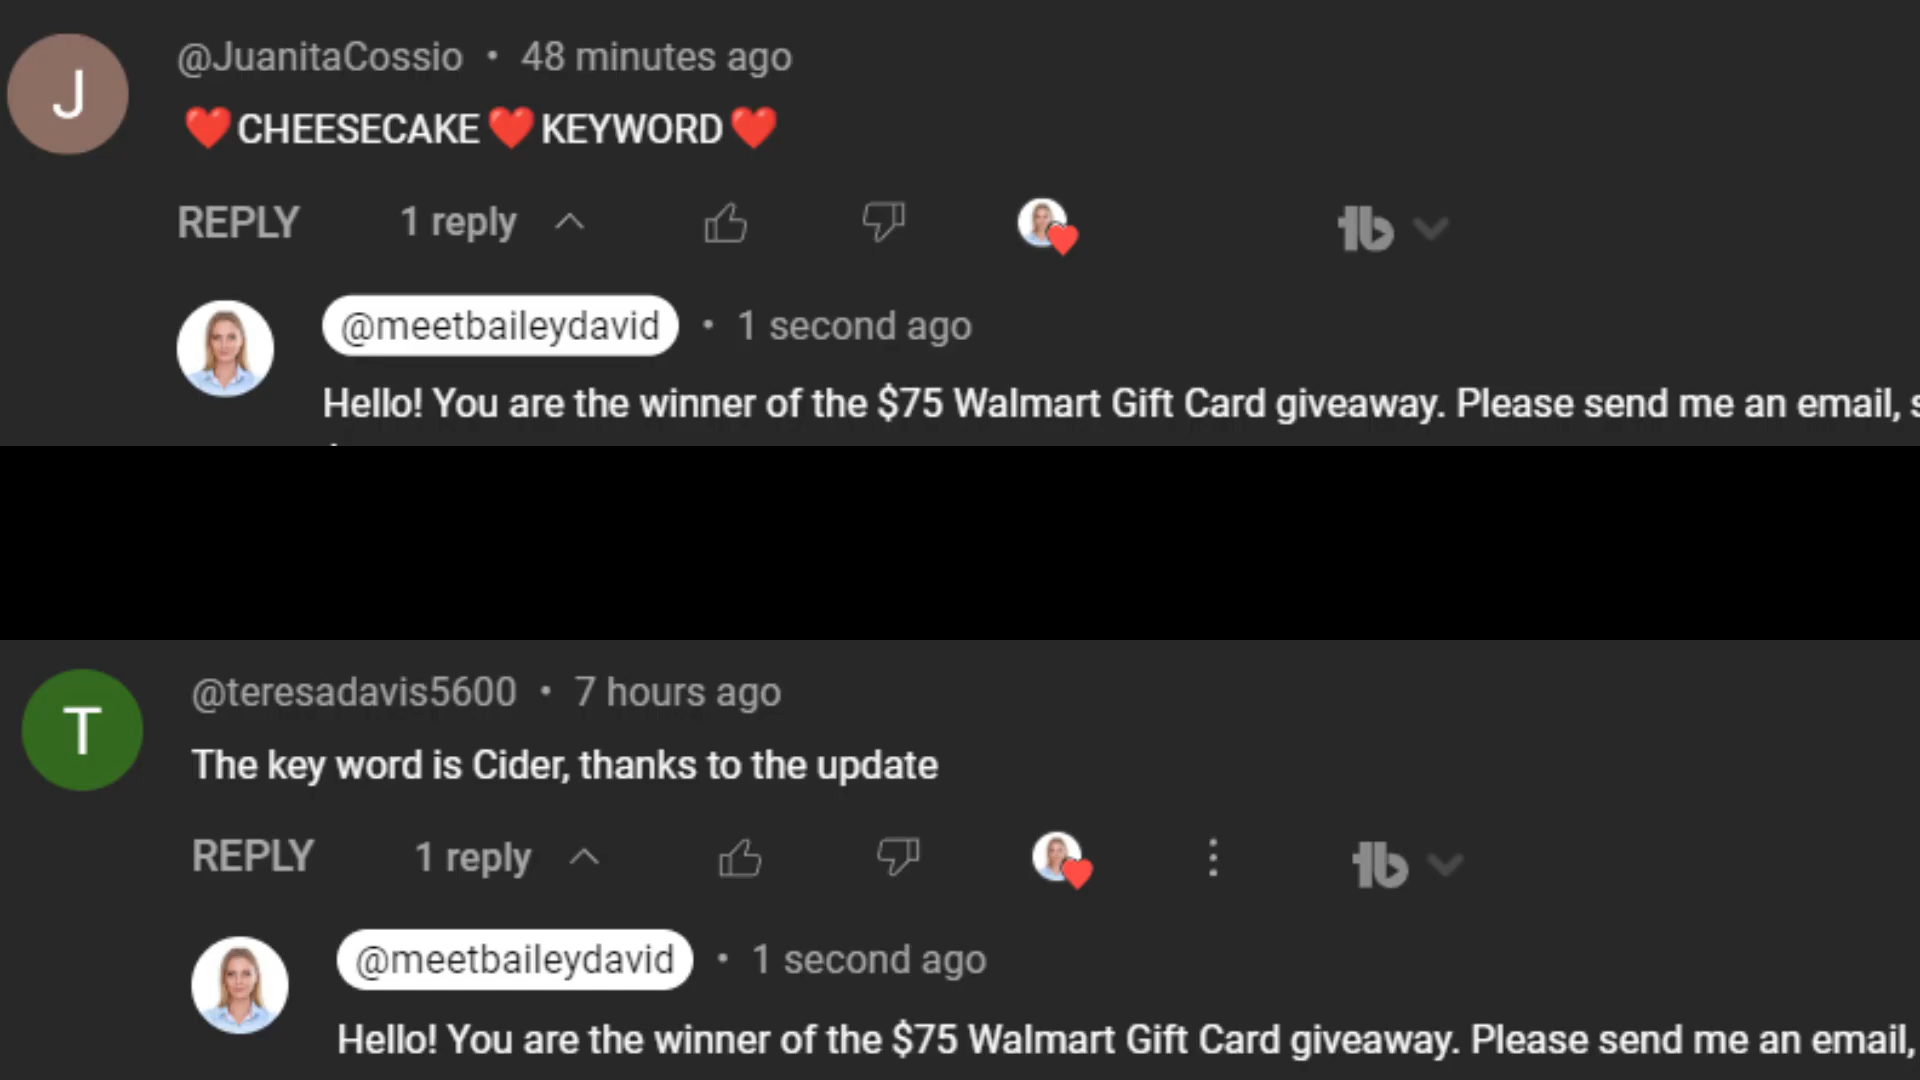 J
@JuanitaCossio • 48 minutes ago
❤️CHEESECAKE❤️KEYWORD❤️
REPLY 1 reply
tb
@meetbaileydavid • 1 second ago
Hello! You are the winner of the $75 Walmart Gift Card giveaway. Please send me an email,
T
@teresadavis5600 • 7 hours ago
The key word is Cider, thanks to the update
REPLY 1 reply
tb
@meetbaileydavid • 1 second ago
Hello! You are the winner of the $75 Walmart Gift Card giveaway. Please send me an email,